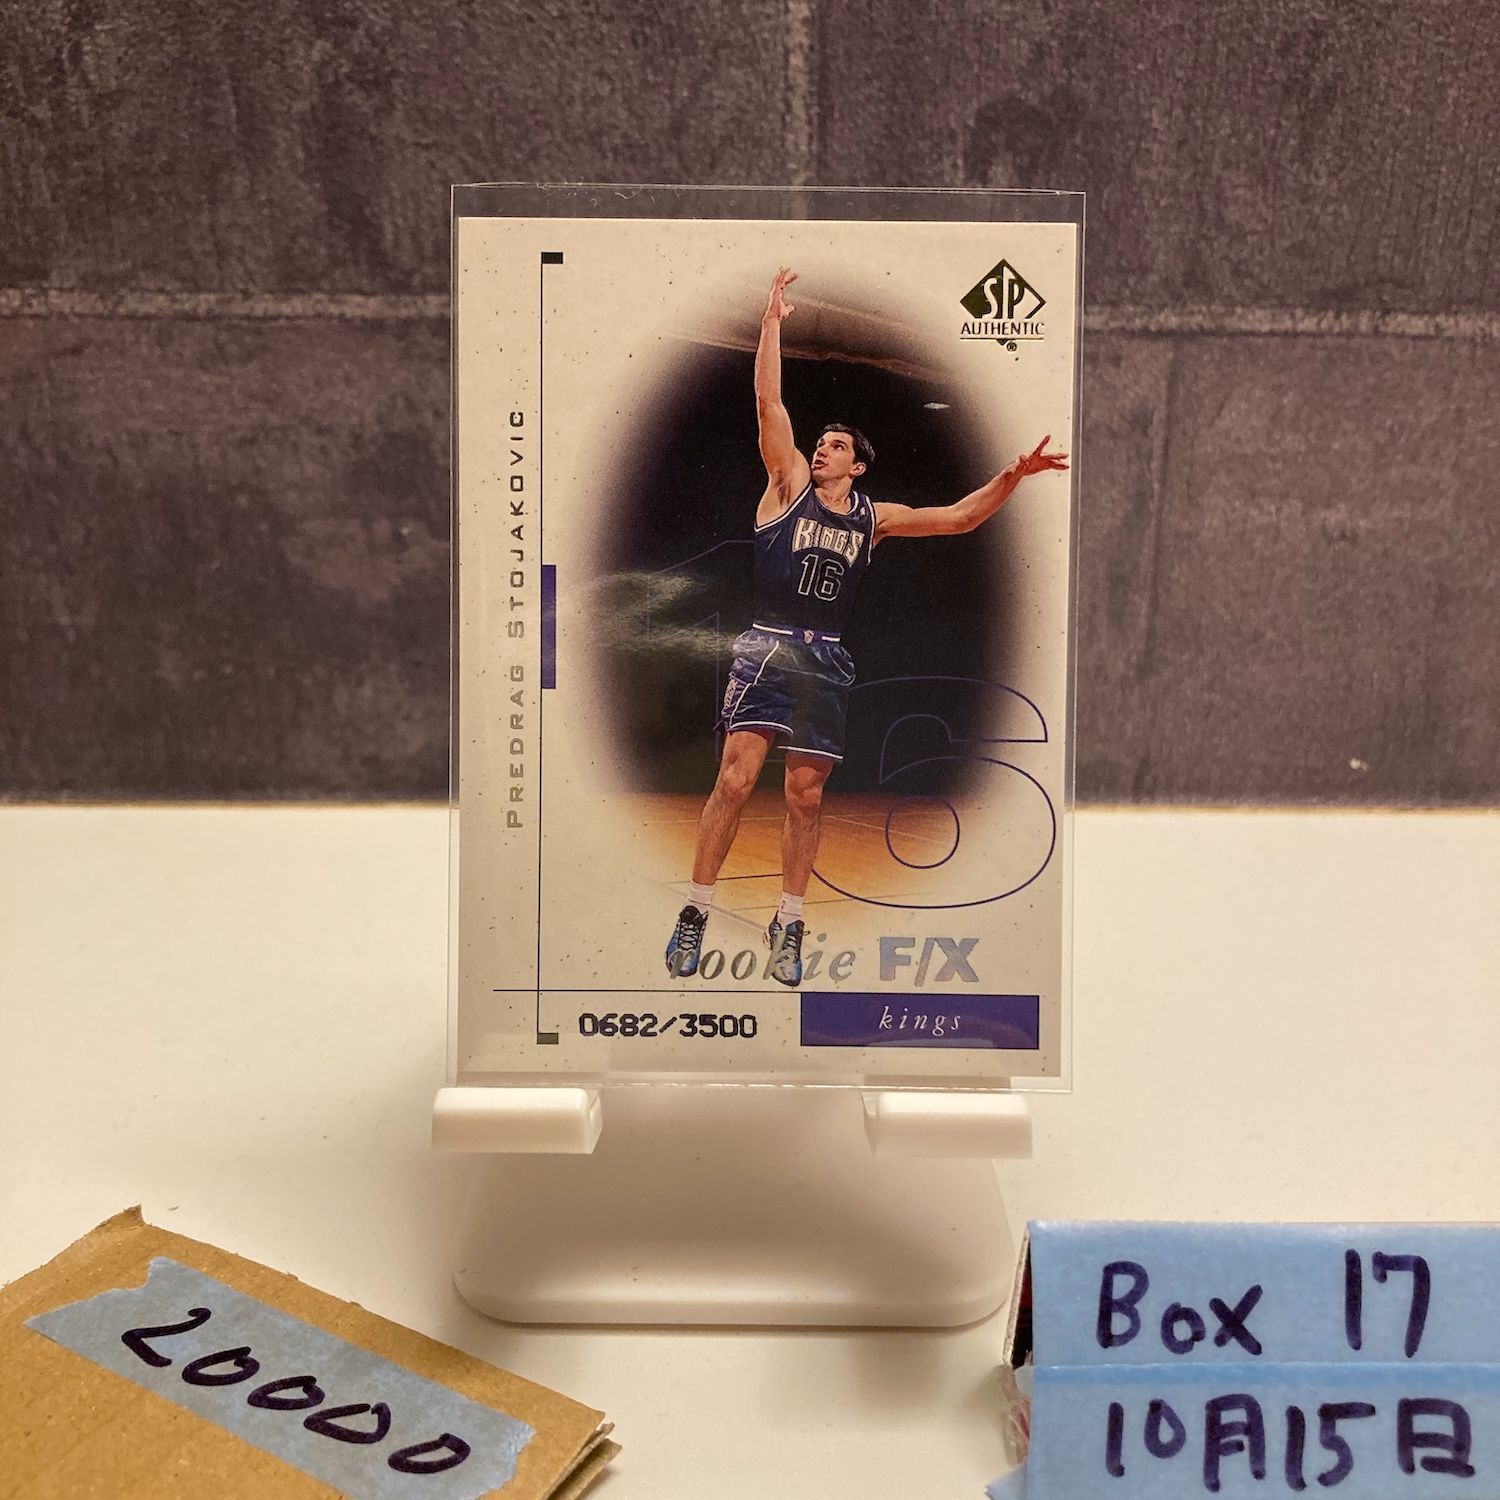 SP
AUTHENTIC
®
PREDRAG STOJAKOVIC
KINGS
16
16
rookie F/X
0682/3500
kings
20000
Box 17
10月15日